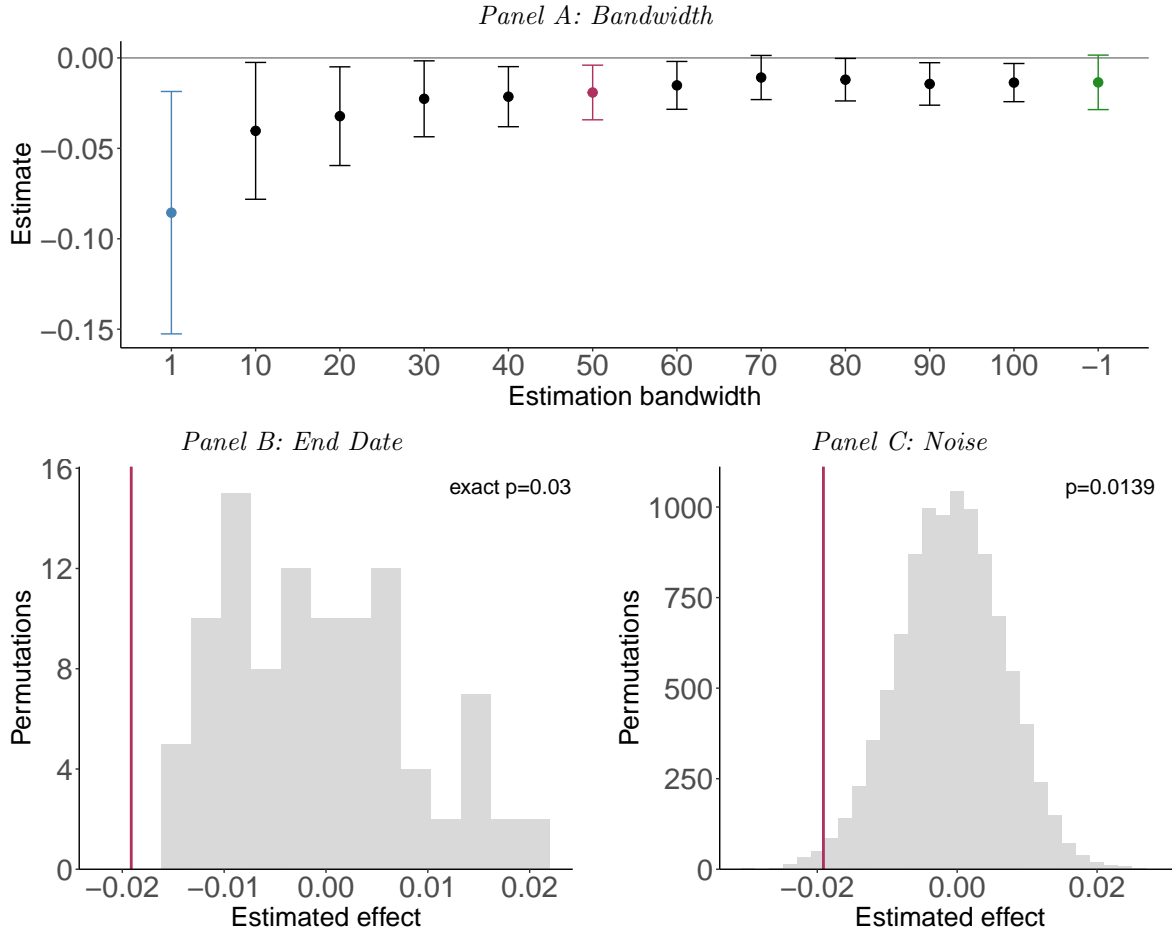 Panel A: Bandwidth
0.00
−0.05
−0.10
−0.15
Estimate
1 10 20 30 40 50 60 70 80 90 100 −1
Estimation bandwidth
Panel B: End Date
exact p=0.03
16
12
8
4
0
Permutations
−0.02 −0.01 0.00 0.01 0.02
Estimated effect
Panel C: Noise
p=0.0139
1000
750
500
250
0
Permutations
−0.02 0.00 0.02
Estimated effect